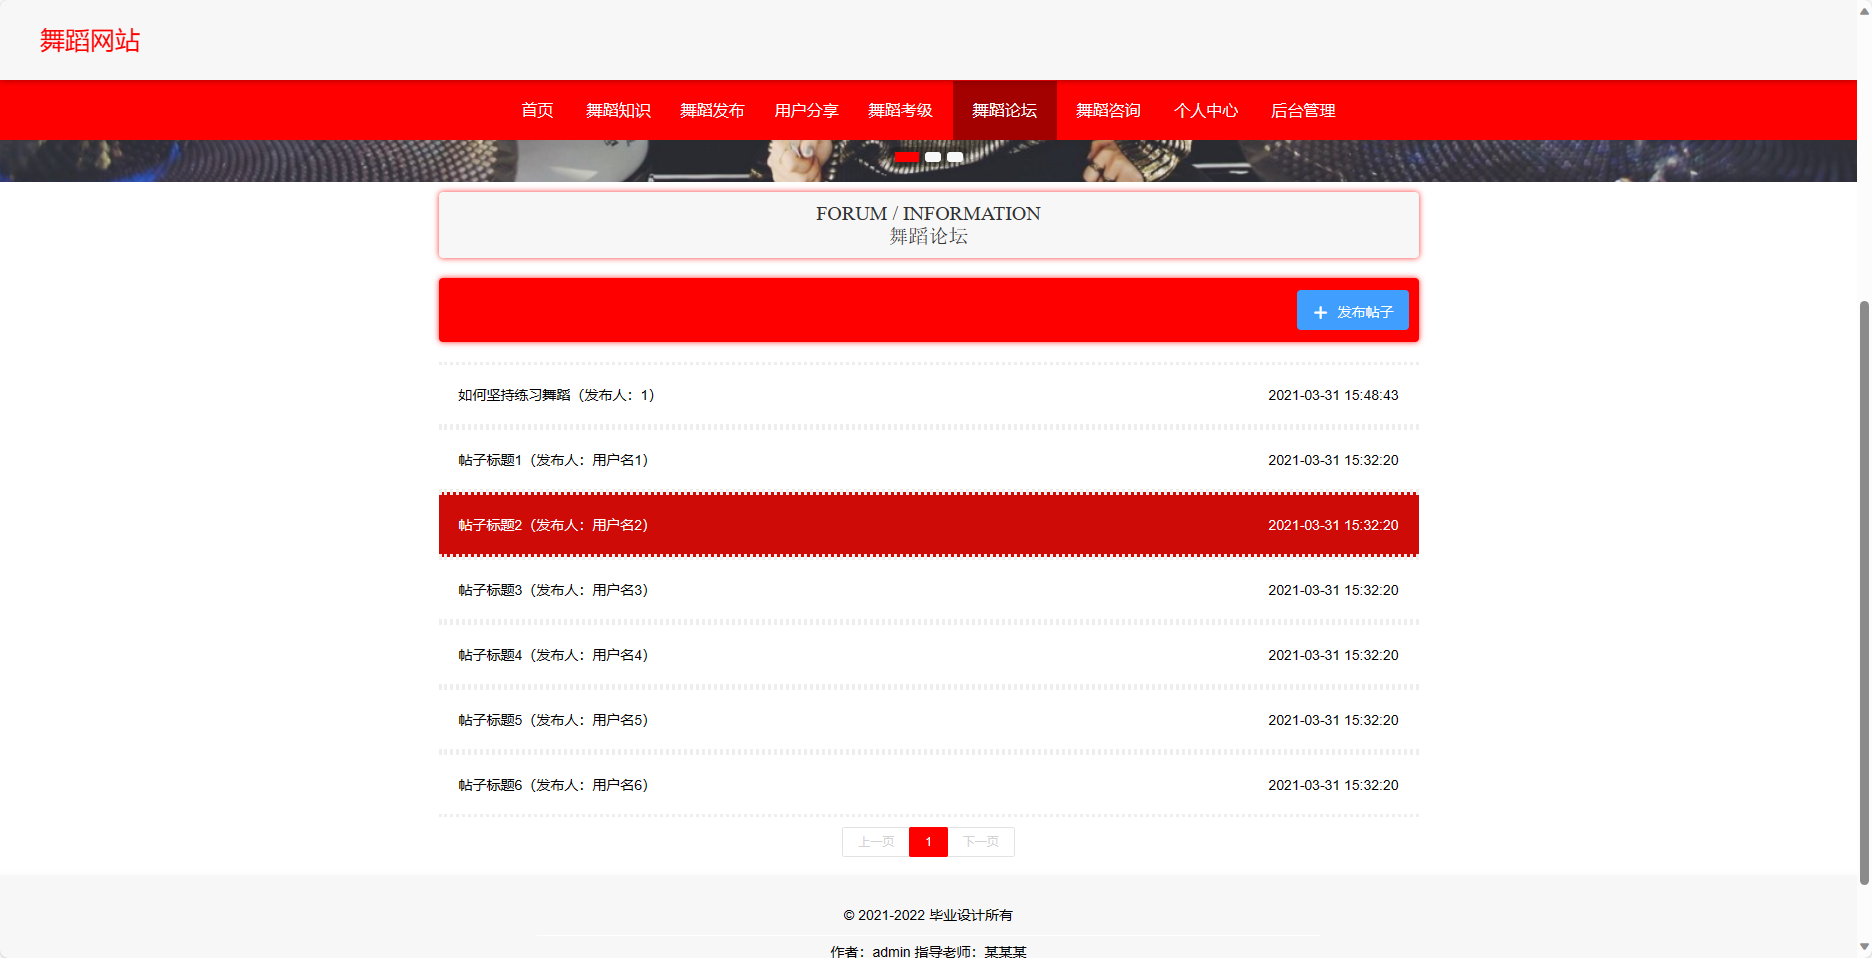 舞蹈网站
首页 舞蹈知识 舞蹈发布 用户分享 舞蹈考级 舞蹈论坛 舞蹈咨询 个人中心 后台管理
FORUM / INFORMATION
舞蹈论坛
+ 发布帖子
如何坚持练习舞蹈（发布人：1） 2021-03-31 15:48:43
帖子标题1（发布人：用户名1） 2021-03-31 15:32:20
帖子标题2（发布人：用户名2） 2021-03-31 15:32:20
帖子标题3（发布人：用户名3） 2021-03-31 15:32:20
帖子标题4（发布人：用户名4） 2021-03-31 15:32:20
帖子标题5（发布人：用户名5） 2021-03-31 15:32:20
帖子标题6（发布人：用户名6） 2021-03-31 15:32:20
上一页 1 下一页
© 2021-2022 毕业设计所有
作者：admin 指导老师：某某某